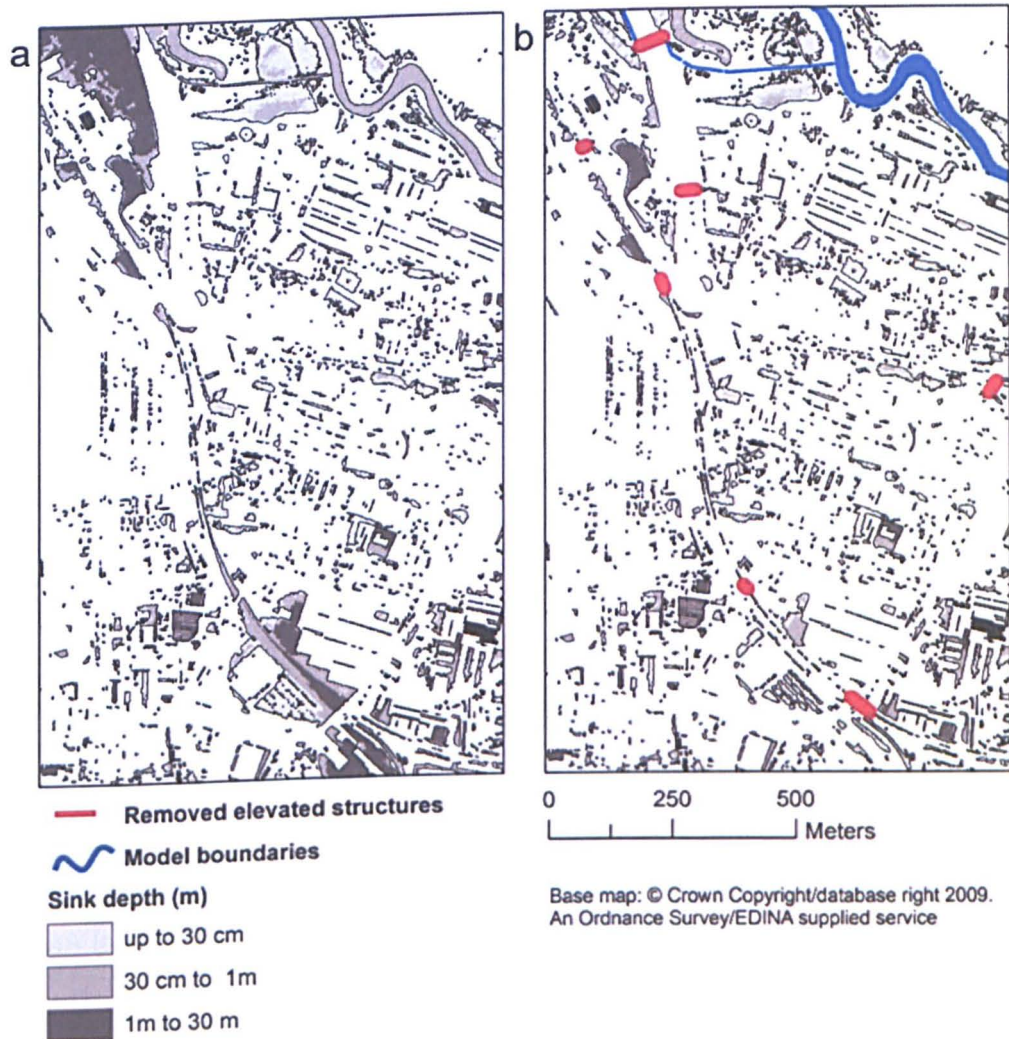 a
b
Removed elevated structures
Model boundaries
Sink depth (m)
up to 30 cm
30 cm to 1m
1m to 30 m
0 250 500
Meters
Base map: © Crown Copyright/database right 2009.
An Ordnance Survey/EDINA supplied service